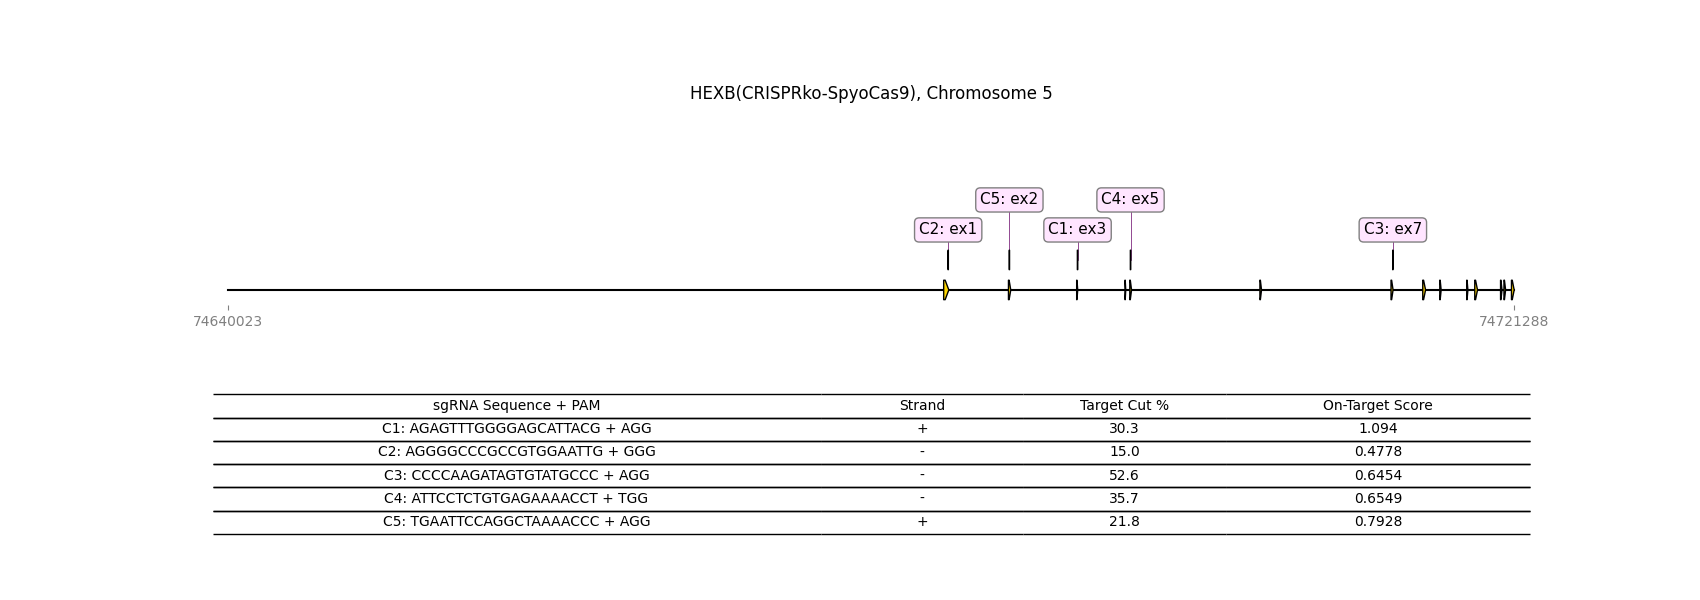 HEXB(CRISPRko-SpyoCas9), Chromosome 5
C5: ex2 C4: ex5
C2: ex1 C1: ex3 C3: ex7
74640023 74721288
sgRNA Sequence + PAM Strand Target Cut % On-Target Score
C1: AGAGTTTGGGGAGCATTACG + AGG + 30.3 1.094
C2: AGGGGCCCGCCGTGGAATTG + GGG - 15.0 0.4778
C3: CCCCAAGATAGTGTATGCCC + AGG - 52.6 0.6454
C4: ATTCCTCTGTGAGAAAACCT + TGG - 35.7 0.6549
C5: TGAATTCCAGGCTAAAACCC + AGG + 21.8 0.7928